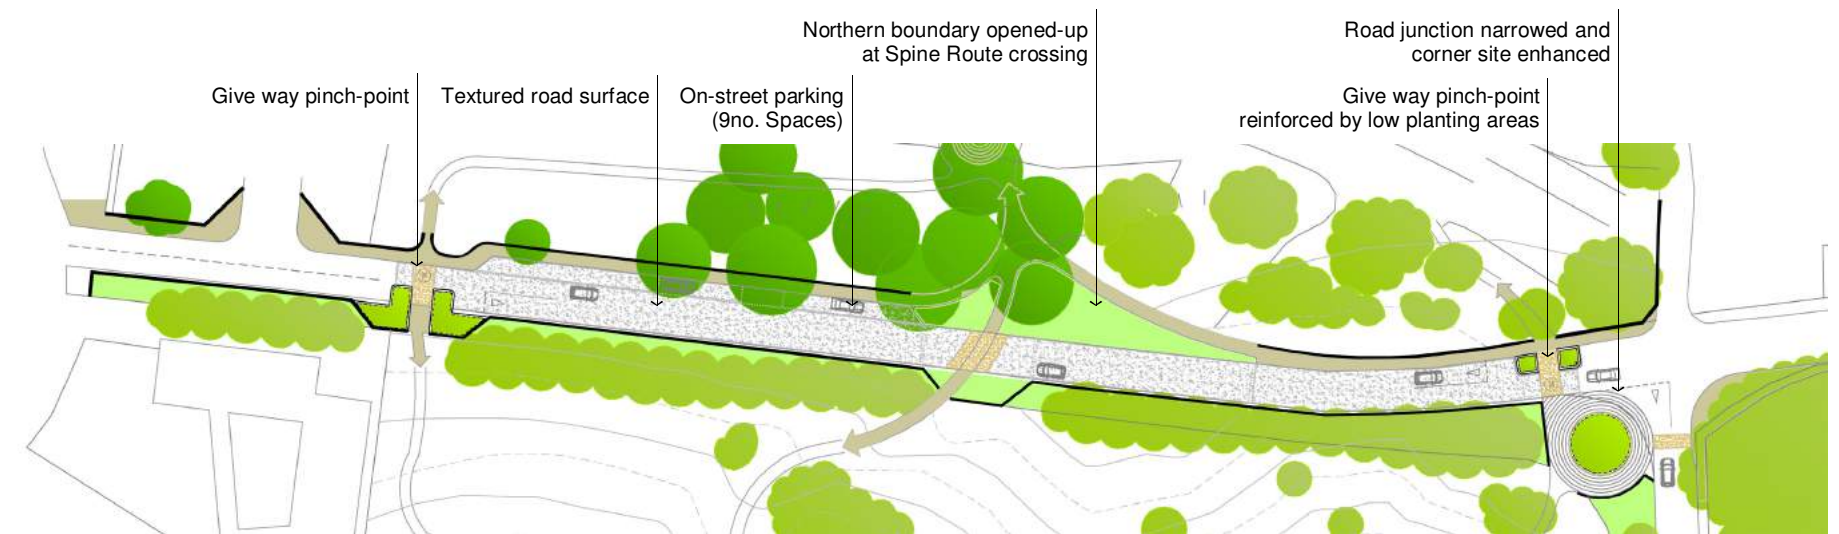 Northern boundary opened-up
at Spine Route crossing
Road junction narrowed and
corner site enhanced
Give way pinch-point
Textured road surface
On-street parking
(9no. Spaces)
Give way pinch-point
reinforced by low planting areas